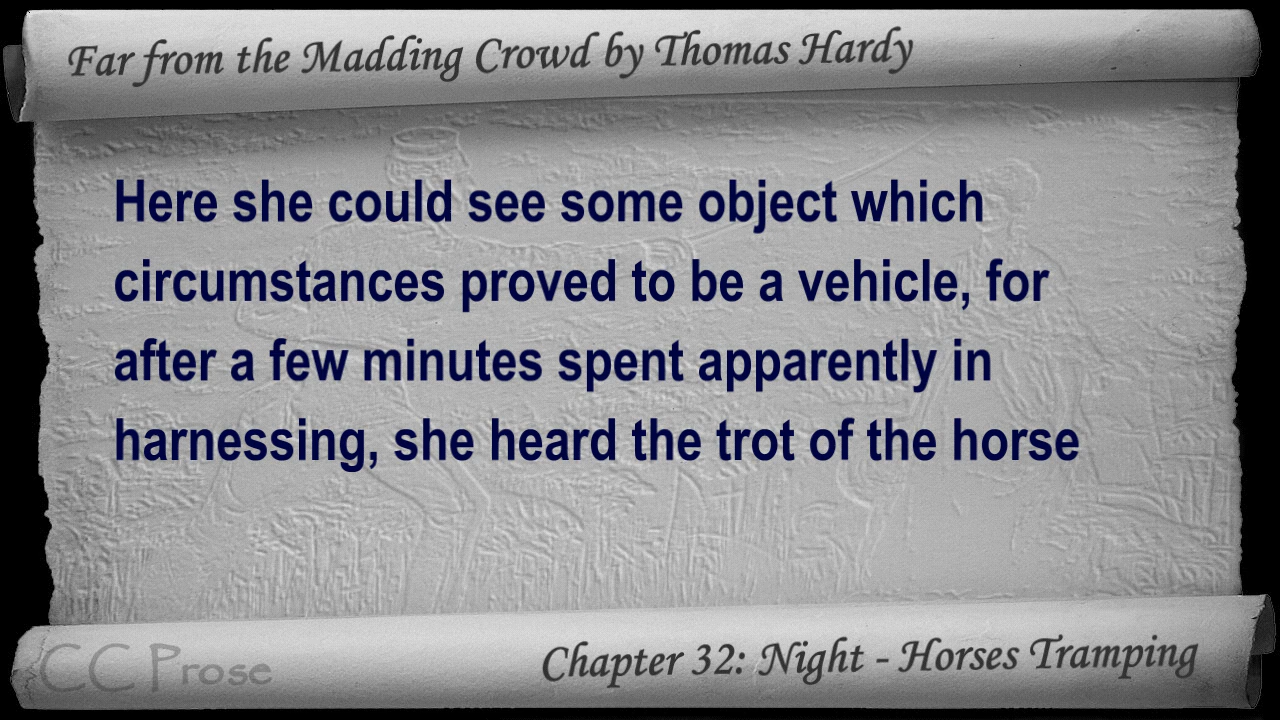 Far from the Madding Crowd by Thomas Hardy
Here she could see some object which
circumstances proved to be a vehicle, for
after a few minutes spent apparently in
harnessing, she heard the trot of the horse
CC Prose
Chapter 32: Night - Horses Tramping